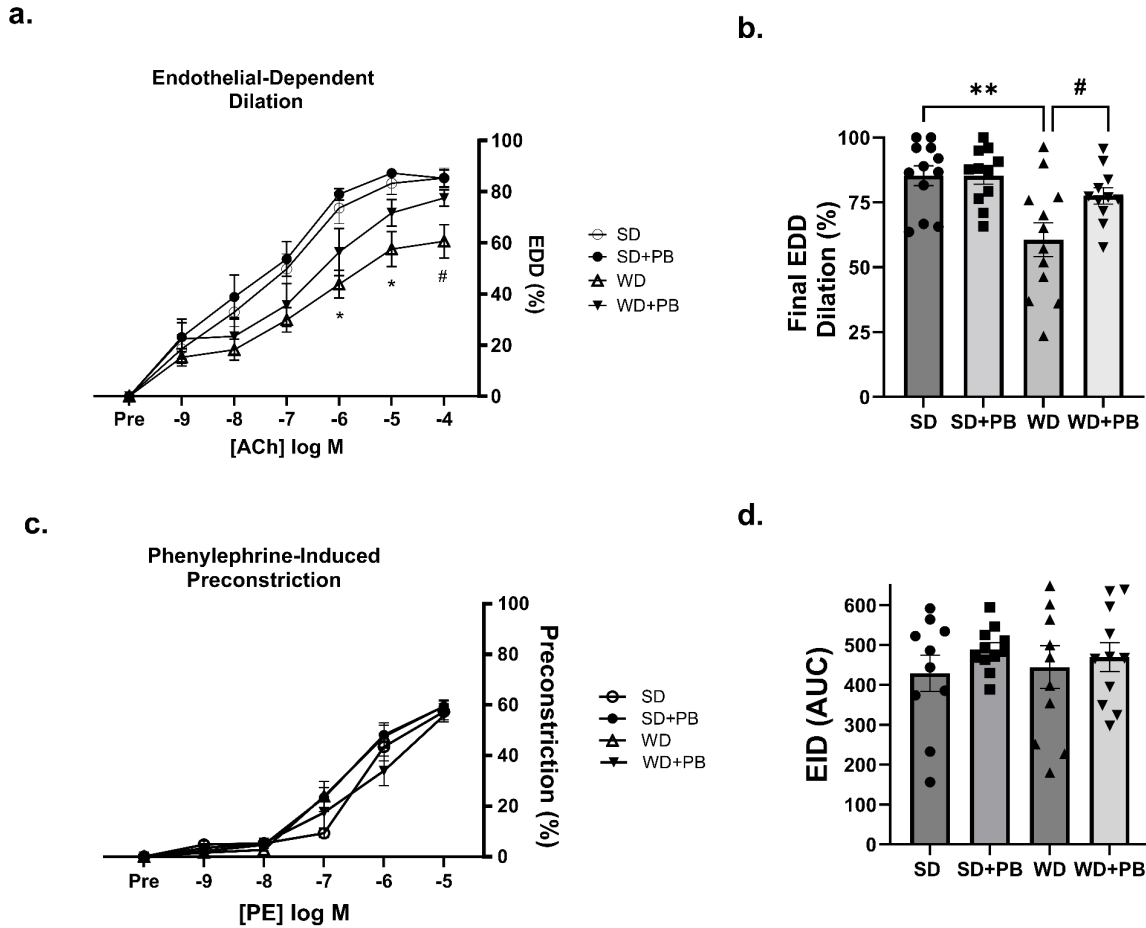 a.
Endothelial-Dependent
Dilation
100
80
60
40
20
0
EDD (%)
Pre -9 -8 -7 -6 -5 -4
[ACh] log M
* * #
SD
SD+PB
WD
WD+PB
b.
** #
100
75
50
25
0
Final EDD
Dilation (%)
SD SD+PB WD WD+PB
c.
Phenylephrine-Induced
Preconstriction
100
80
60
40
20
0
Preconstriction (%)
Pre -9 -8 -7 -6 -5
[PE] log M
SD
SD+PB
WD
WD+PB
d.
600
500
400
300
200
100
0
EID (AUC)
SD SD+PB WD WD+PB